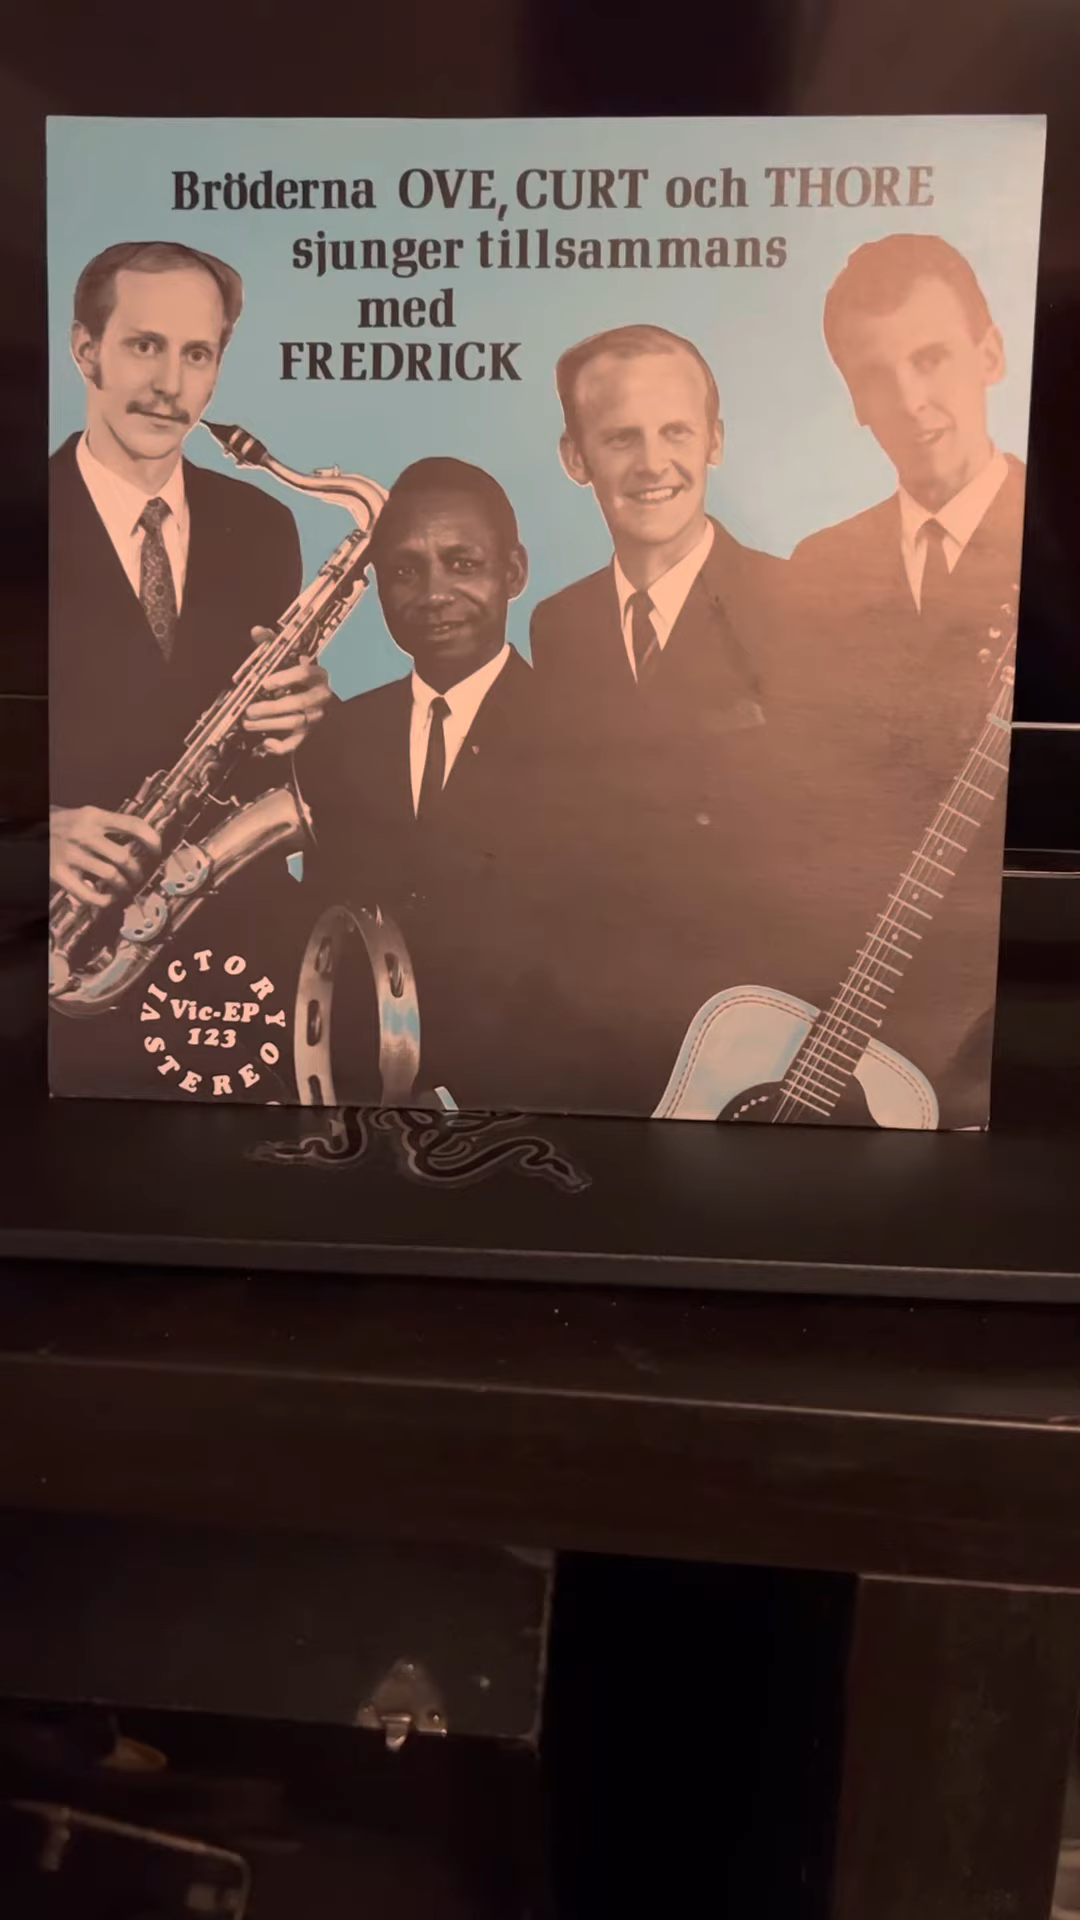 Bröderna OVE, CURT och THORE
sjunger tillsammans
med
FREDRICK
VICTORY
Vic-EP
123
STEREO